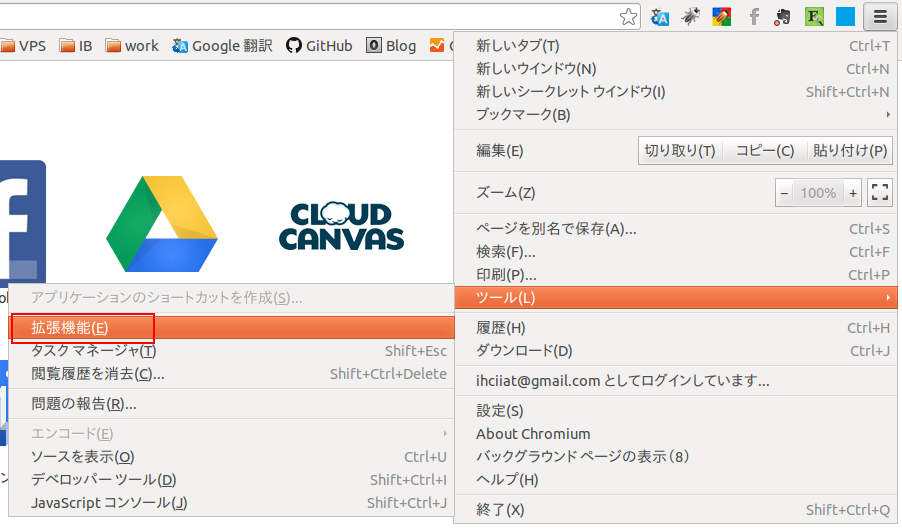 VPS IB work Google 翻訳 GitHub Blog
新しいタブ(T) Ctrl+T
新しいウインドウ(N) Ctrl+N
新しいシークレット ウインドウ(I) Shift+Ctrl+N
ブックマーク(B)
編集(E) 切り取り(T) コピー(C) 貼り付け(P)
ズーム(Z) − 100% +
ページを別名で保存(A)... Ctrl+S
検索(F)... Ctrl+F
印刷(P)... Ctrl+P
ツール(L)
履歴(H) Ctrl+H
ダウンロード(D) Ctrl+J
ihciiat@gmail.com としてログインしています...
設定(S)
About Chromium
バックグラウンド ページの表示（8）
ヘルプ(H)
終了(X) Shift+Ctrl+Q
CLOUD
CANVAS
アプリケーションのショートカットを作成(S)...
拡張機能(E)
タスク マネージャ(T) Shift+Esc
閲覧履歴を消去(C)... Shift+Ctrl+Delete
問題の報告(R)...
エンコード(E)
ソースを表示(O) Ctrl+U
デベロッパー ツール(D) Shift+Ctrl+I
JavaScript コンソール(J) Shift+Ctrl+J